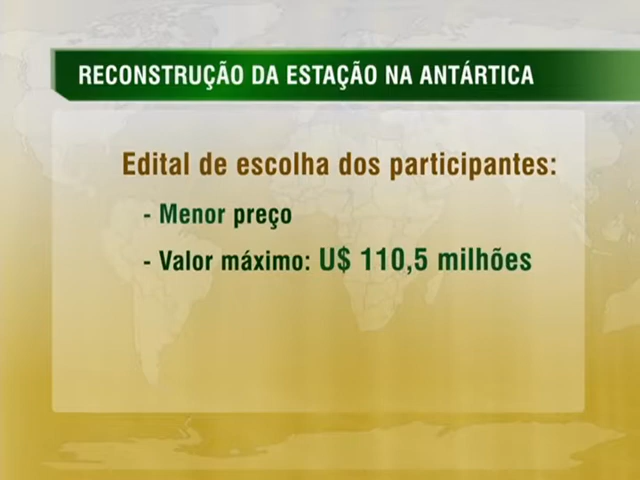 RECONSTRUÇÃO DA ESTAÇÃO NA ANTÁRTICA
Edital de escolha dos participantes:
- Menor preço
- Valor máximo: U$ 110,5 milhões